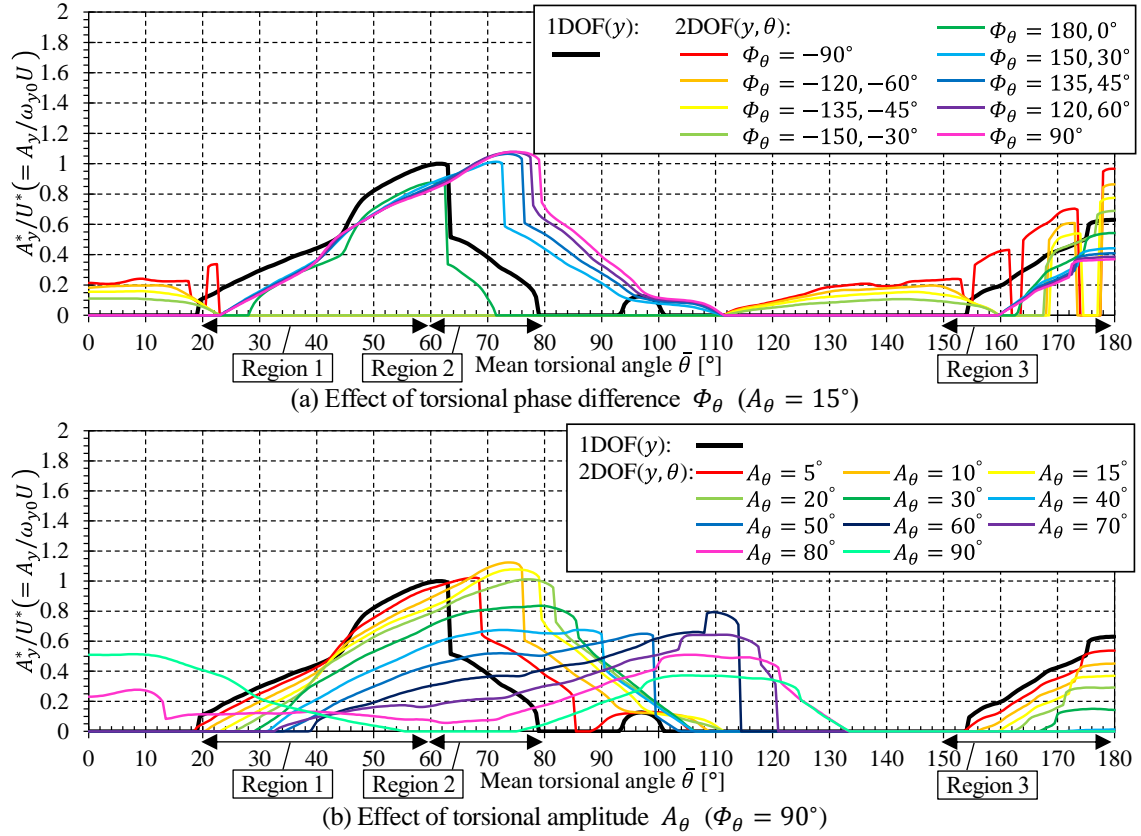 2
1.8
1.6
1.4
1.2
1
0.8
0.6
0.4
0.2
0
A*y/U*(= Ay/ωy0U)
1DOF(y): 2DOF(y, θ):
Φθ = −90°
Φθ = −120, −60°
Φθ = −135, −45°
Φθ = −150, −30°
Φθ = 180, 0°
Φθ = 150, 30°
Φθ = 135, 45°
Φθ = 120, 60°
Φθ = 90°
0 10 20 30 40 50 60 70 80 90 100 110 120 130 140 150 160 170 180
Region 1 Region 2 Mean torsional angle θ̄ [°] Region 3
(a) Effect of torsional phase difference Φθ (Aθ = 15°)
2
1.8
1.6
1.4
1.2
1
0.8
0.6
0.4
0.2
0
A*y/U*(= Ay/ωy0U)
1DOF(y):
2DOF(y, θ): Aθ = 5° Aθ = 10° Aθ = 15°
Aθ = 20° Aθ = 30° Aθ = 40°
Aθ = 50° Aθ = 60° Aθ = 70°
Aθ = 80° Aθ = 90°
0 10 20 30 40 50 60 70 80 90 100 110 120 130 140 150 160 170 180
Region 1 Region 2 Mean torsional angle θ̄ [°] Region 3
(b) Effect of torsional amplitude Aθ (Φθ = 90°)